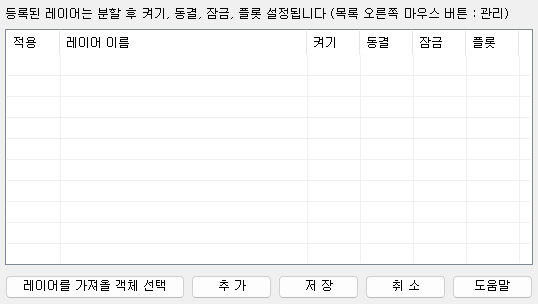 등록된 레이어는 분할 후 켜기, 동결, 잠금, 플롯 설정됩니다 (목록 오른쪽 마우스 버튼 : 관리)
적용 레이어 이름 켜기 동결 잠금 플롯
레이어를 가져올 객체 선택 추 가 저 장 취 소 도움말